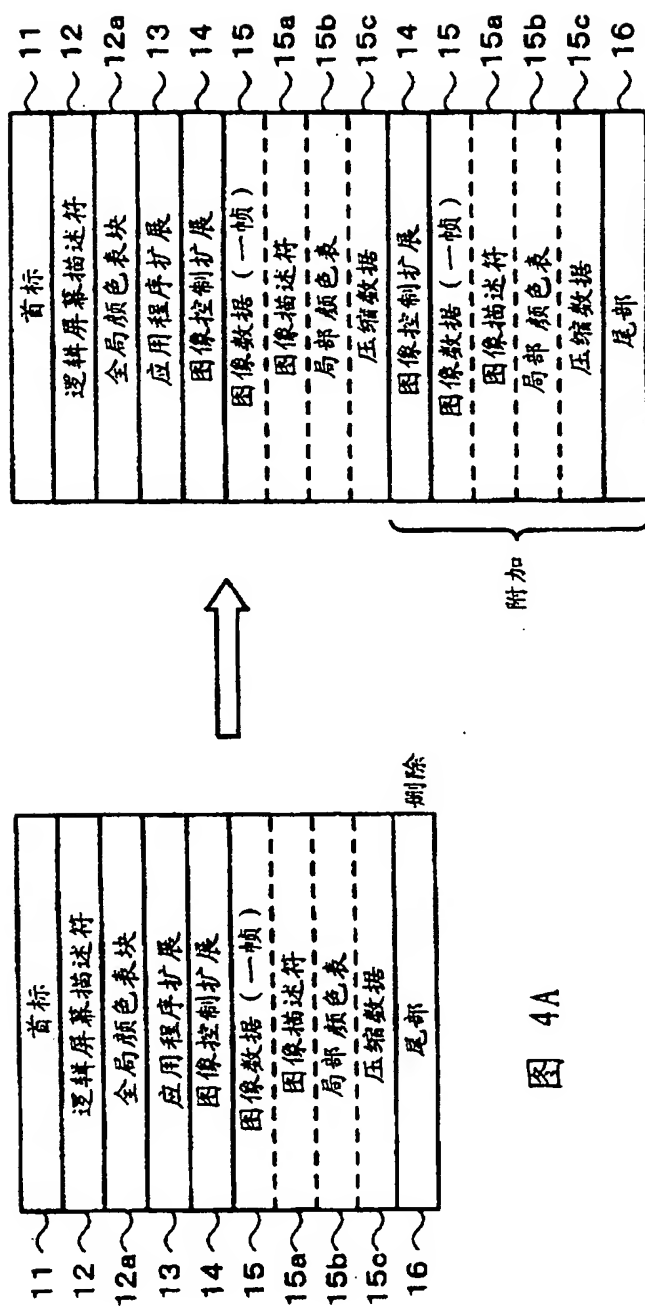 11 首标
12 逻辑屏幕描述符
12a 全局颜色表块
13 应用程序扩展
14 图像控制扩展
15 图像数据(一帧)
15a 图像描述符
15b 局部颜色表
15c 压缩数据
16 尾部 删除
图 4A
首标 11
逻辑屏幕描述符 12
全局颜色表块 12a
应用程序扩展 13
图像控制扩展 14
图像数据(一帧) 15
图像描述符 15a
局部颜色表 15b
压缩数据 15c
图像控制扩展 14
图像数据(一帧) 15
图像描述符 15a
局部颜色表 15b
压缩数据 15c
尾部 16
附加